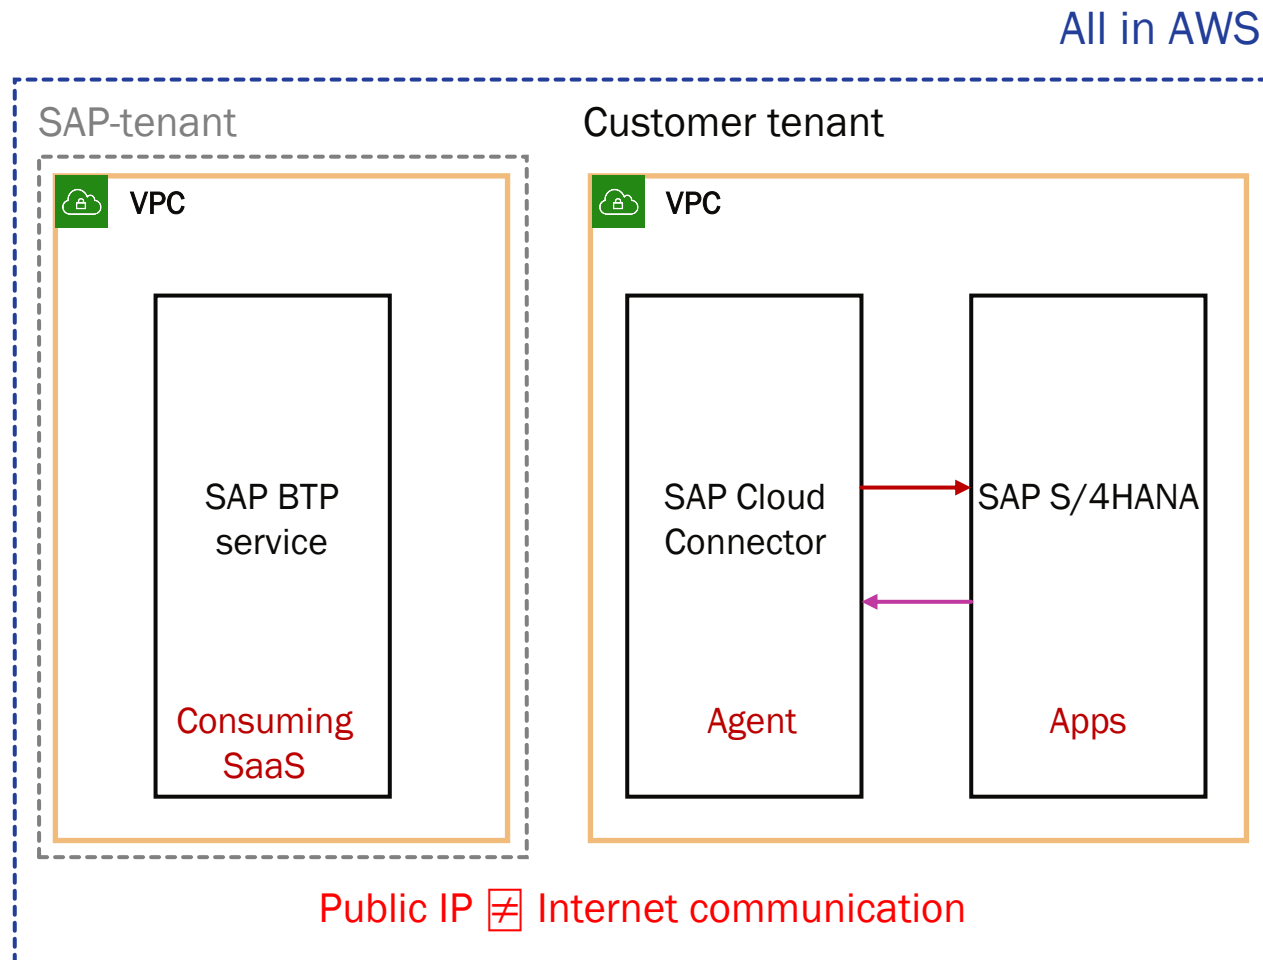 All in AWS
SAP-tenant
Customer tenant
VPC
VPC
SAP BTP
service
SAP Cloud
Connector
SAP S/4HANA
Consuming
SaaS
Agent
Apps
Public IP ≠ Internet communication